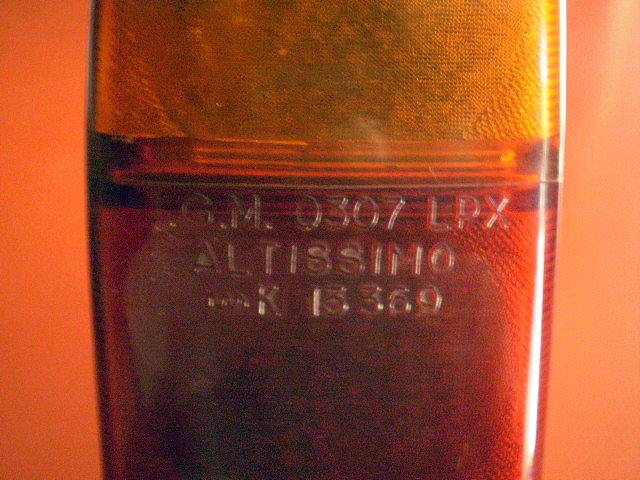 I.G.M. 0307 LPX
ALTISSIMO
K 15369